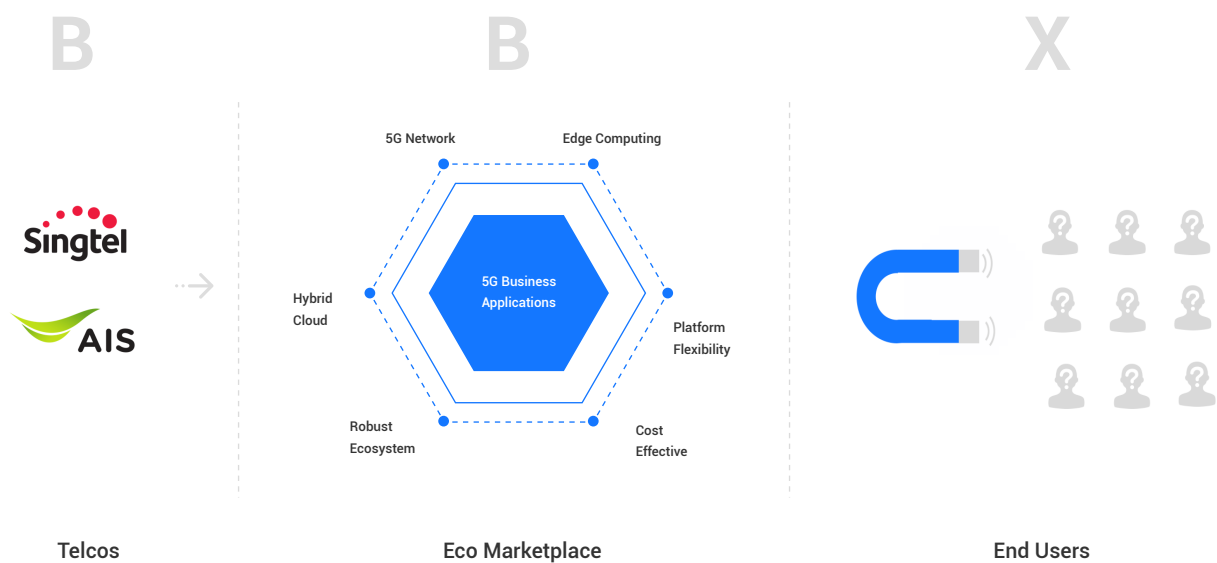 B
B
X
5G Network
Edge Computing
Singtel
AIS
5G Business
Applications
Hybrid
Cloud
Platform
Flexibility
Robust
Ecosystem
Cost
Effective
?
?
?
?
?
?
?
?
?
Telcos
Eco Marketplace
End Users